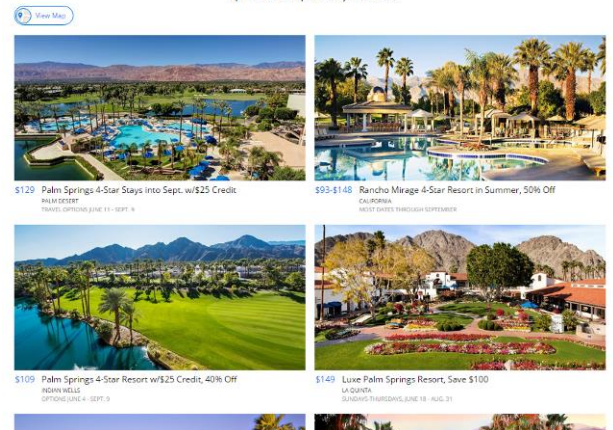 View Map
$129 Palm Springs 4-Star Stays into Sept. w/$25 Credit
PALM DESERT
TRAVEL OPTIONS JUNE 11 - SEPT. 9
$93-$148 Rancho Mirage 4-Star Resort in Summer, 50% Off
CALIFORNIA
MOST DATES THROUGH SEPTEMBER
$109 Palm Springs 4-Star Resort w/$25 Credit, 40% Off
INDIAN WELLS
OPTIONS JUNE 4 - SEPT. 9
$149 Luxe Palm Springs Resort, Save $100
LA QUINTA
SUNDAYS-THURSDAYS, JUNE 18 - AUG. 31